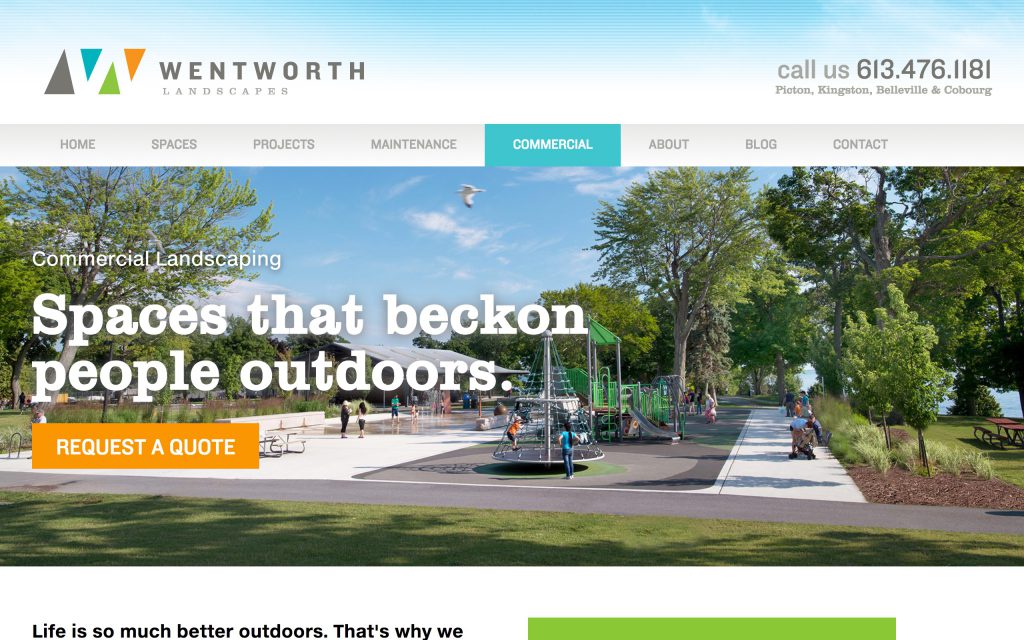 WENTWORTH
LANDSCAPES
call us 613.476.1181
Picton, Kingston, Belleville & Cobourg
HOME SPACES PROJECTS MAINTENANCE COMMERCIAL ABOUT BLOG CONTACT
Commercial Landscaping
Spaces that beckon
people outdoors.
REQUEST A QUOTE
Life is so much better outdoors. That's why we